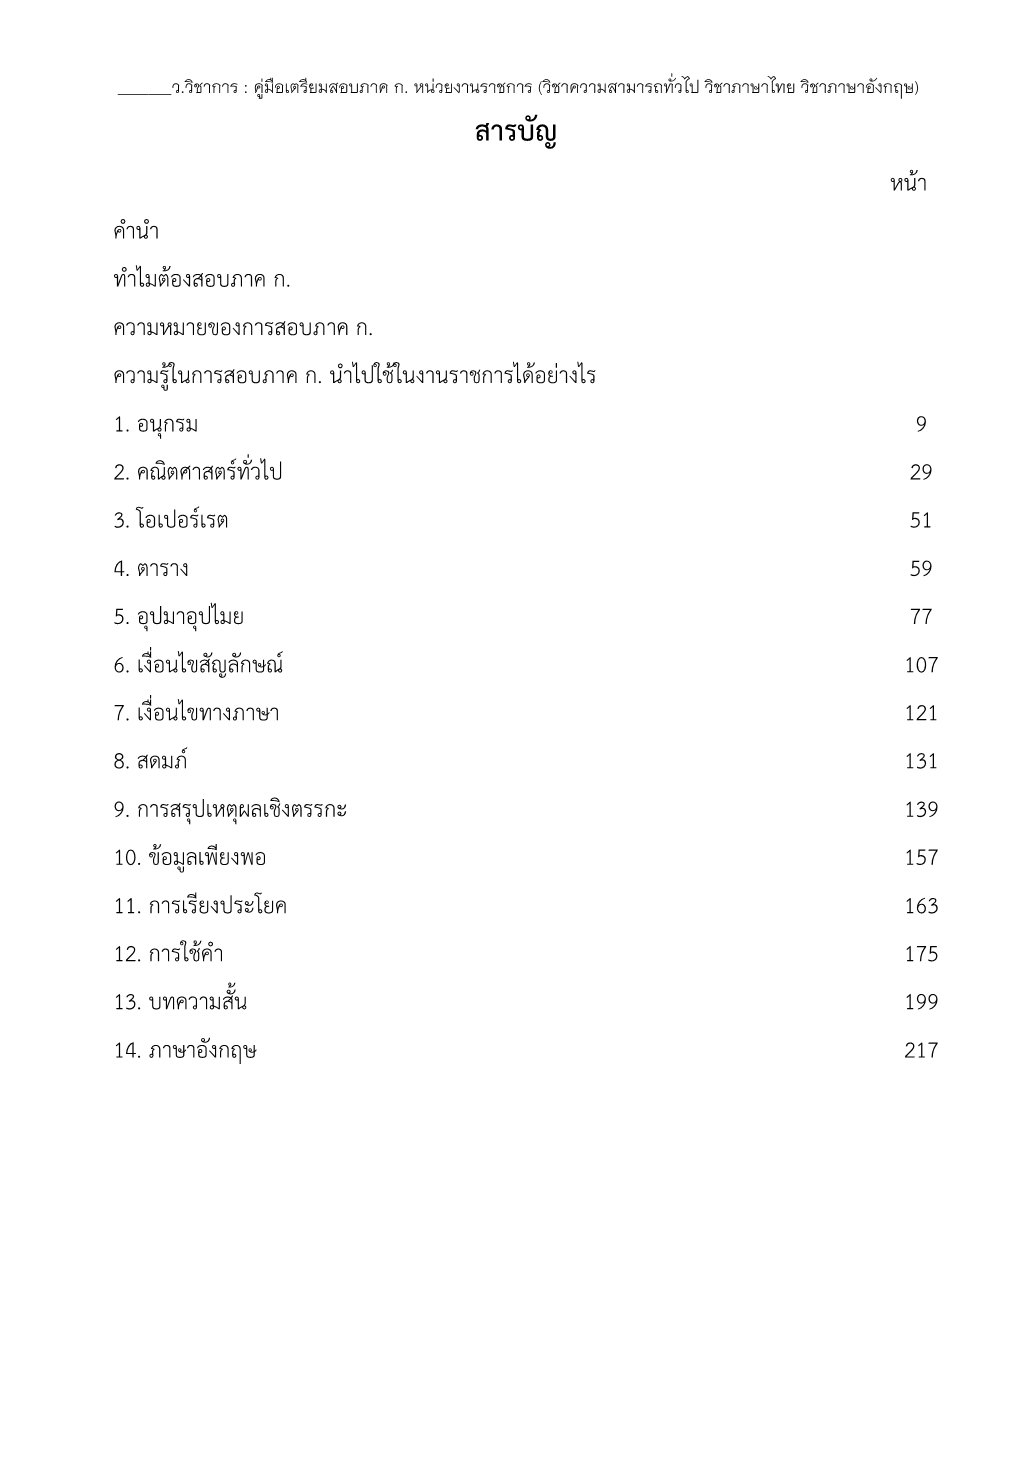 ______ว.วิชาการ : คู่มือเตรียมสอบภาค ก. หน่วยงานราชการ (วิชาความสามารถทั่วไป วิชาภาษาไทย วิชาภาษาอังกฤษ)
สารบัญ
หน้า
คำนำ
ทำไมต้องสอบภาค ก.
ความหมายของการสอบภาค ก.
ความรู้ในการสอบภาค ก. นำไปใช้ในงานราชการได้อย่างไร
1. อนุกรม 9
2. คณิตศาสตร์ทั่วไป 29
3. โอเปอร์เรต 51
4. ตาราง 59
5. อุปมาอุปไมย 77
6. เงื่อนไขสัญลักษณ์ 107
7. เงื่อนไขทางภาษา 121
8. สดมภ์ 131
9. การสรุปเหตุผลเชิงตรรกะ 139
10. ข้อมูลเพียงพอ 157
11. การเรียงประโยค 163
12. การใช้คำ 175
13. บทความสั้น 199
14. ภาษาอังกฤษ 217